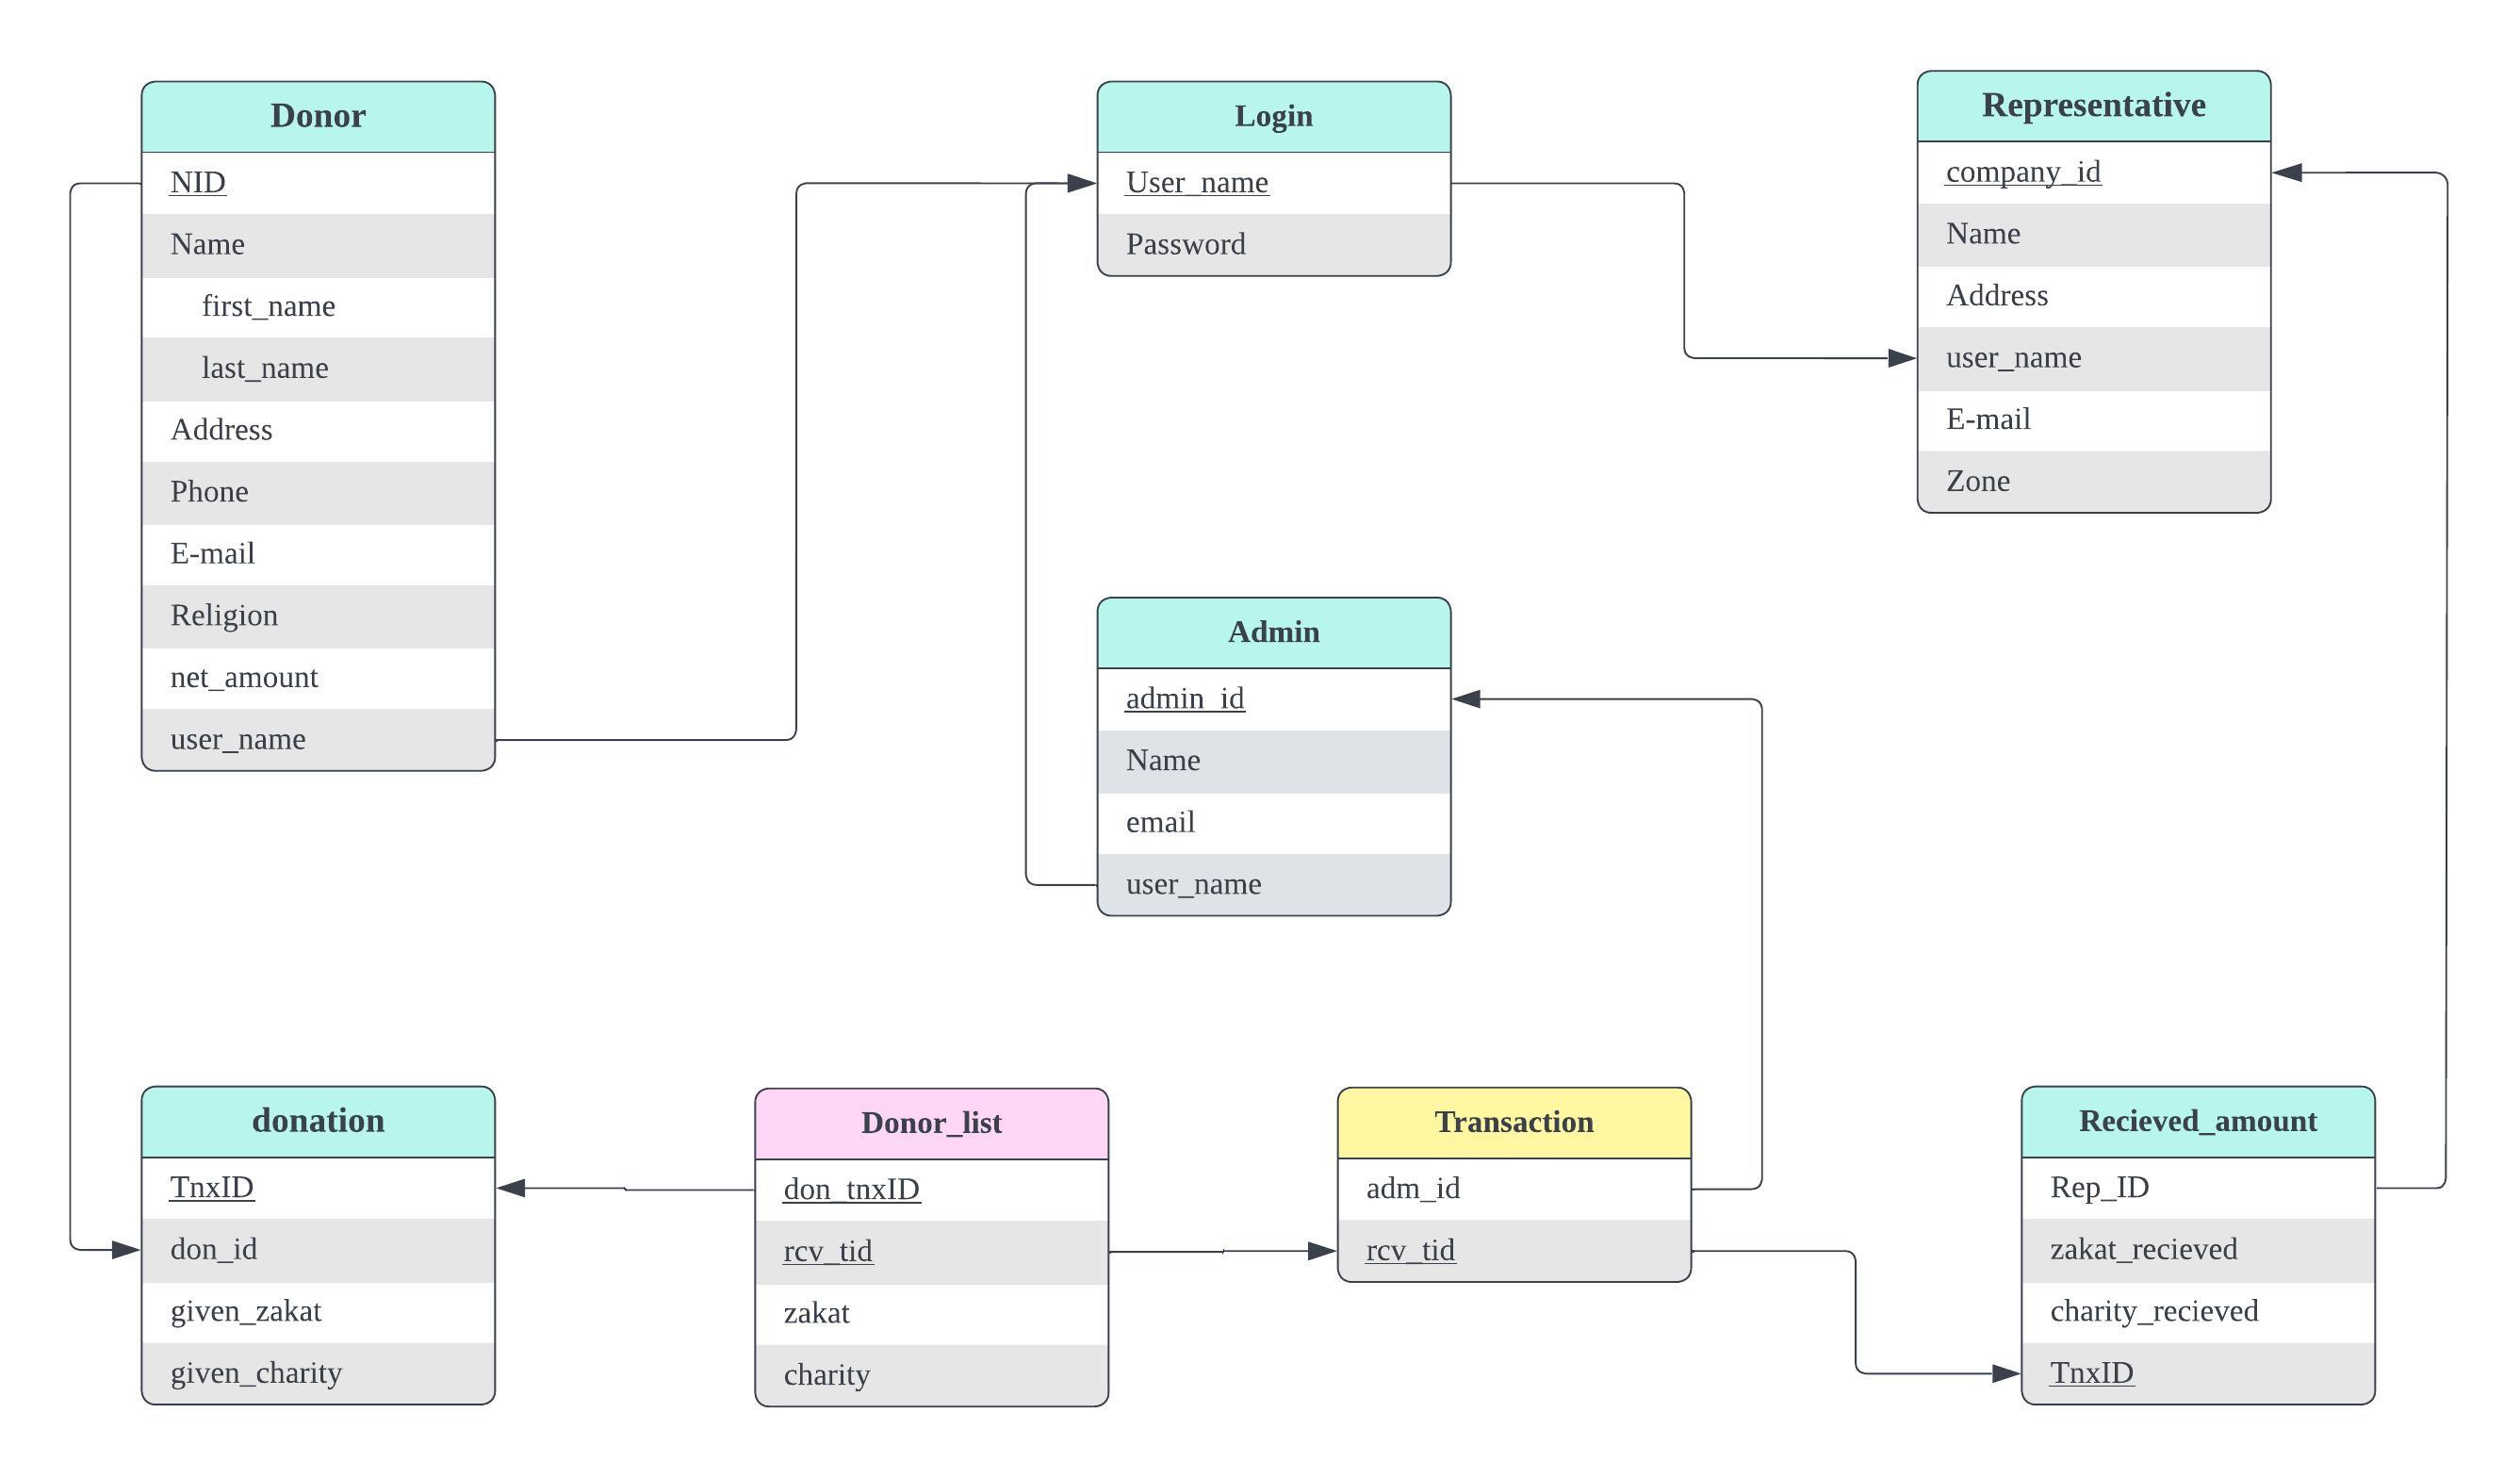 Donor
NID
Name
first_name
last_name
Address
Phone
E-mail
Religion
net_amount
user_name
Login
User_name
Password
Representative
company_id
Name
Address
user_name
E-mail
Zone
Admin
admin_id
Name
email
user_name
donation
TnxID
don_id
given_zakat
given_charity
Donor_list
don_tnxID
rcv_tid
zakat
charity
Transaction
adm_id
rcv_tid
Recieved_amount
Rep_ID
zakat_recieved
charity_recieved
TnxID